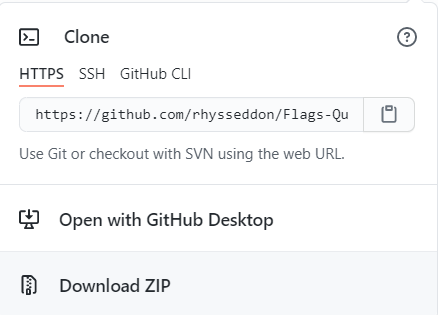 Clone
HTTPS SSH GitHub CLI
https://github.com/rhysseddon/Flags-Qu
Use Git or checkout with SVN using the web URL.
Open with GitHub Desktop
Download ZIP